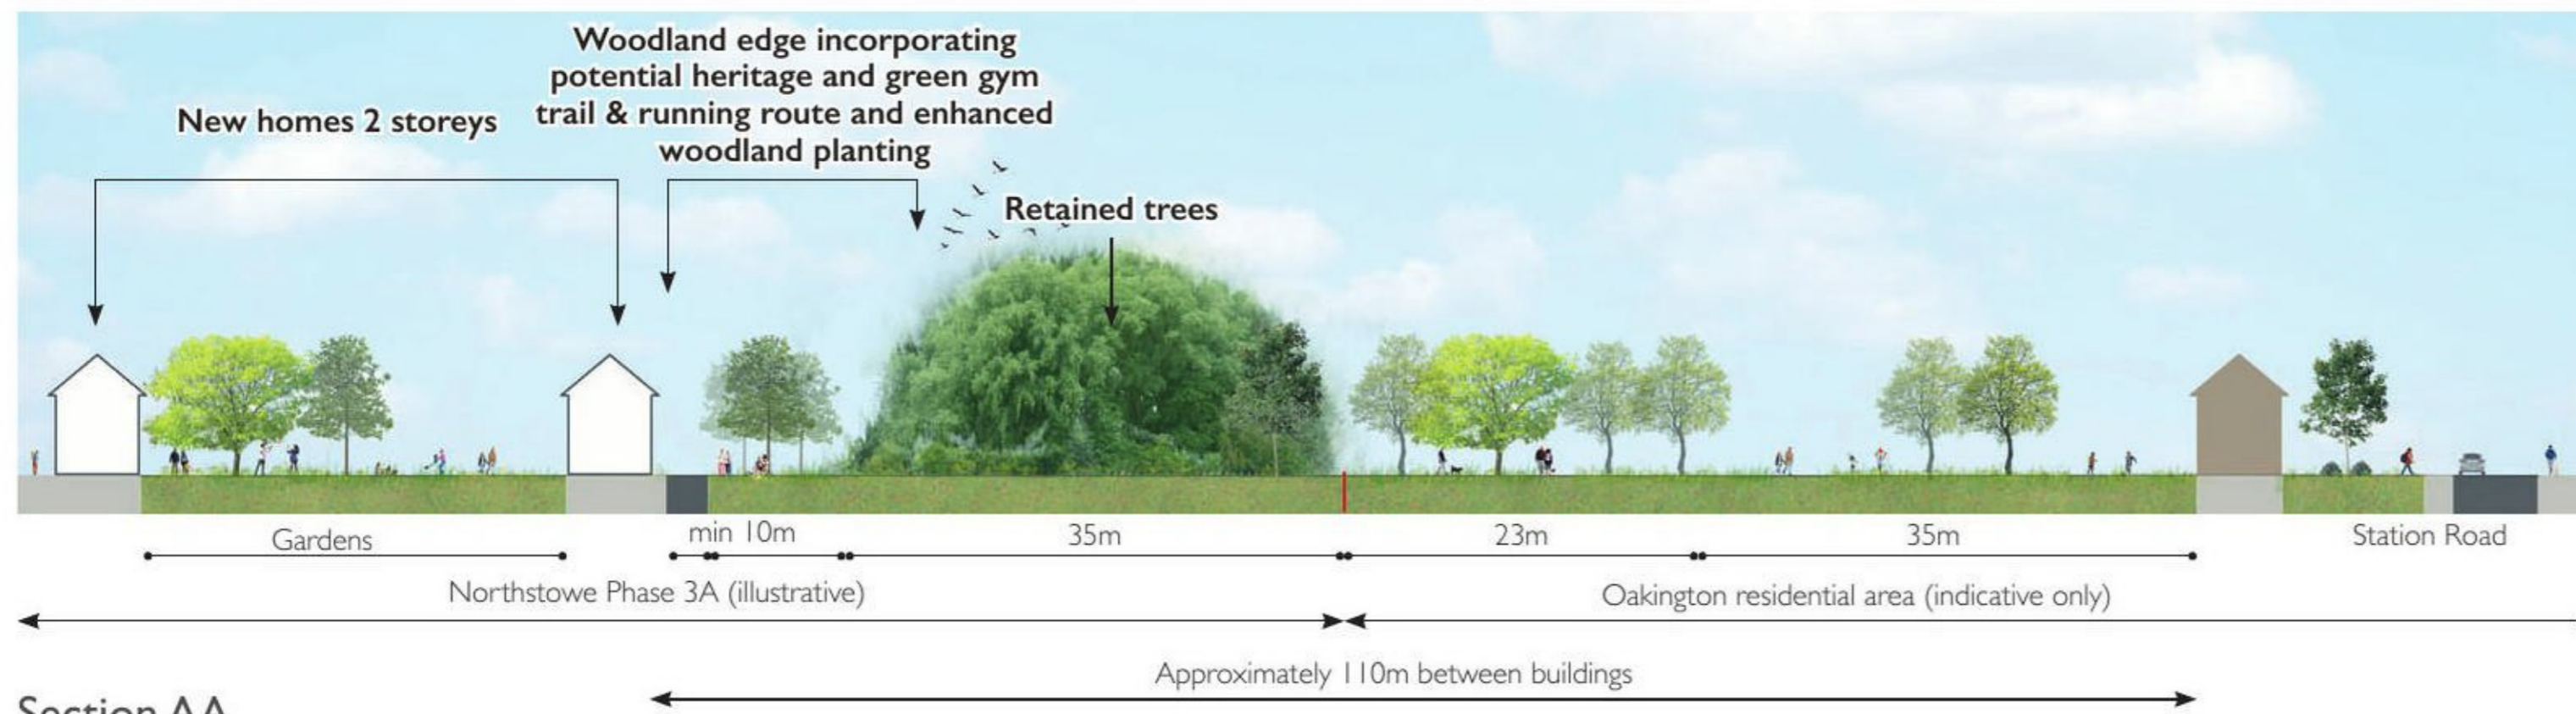 Woodland edge incorporating
potential heritage and green gym
trail & running route and enhanced
woodland planting
New homes 2 storeys
Retained trees
min 10m
Gardens
35m
23m
35m
Station Road
Northstowe Phase 3A (illustrative)
Oakington residential area (indicative only)
Approximately 110m between buildings
Section AA